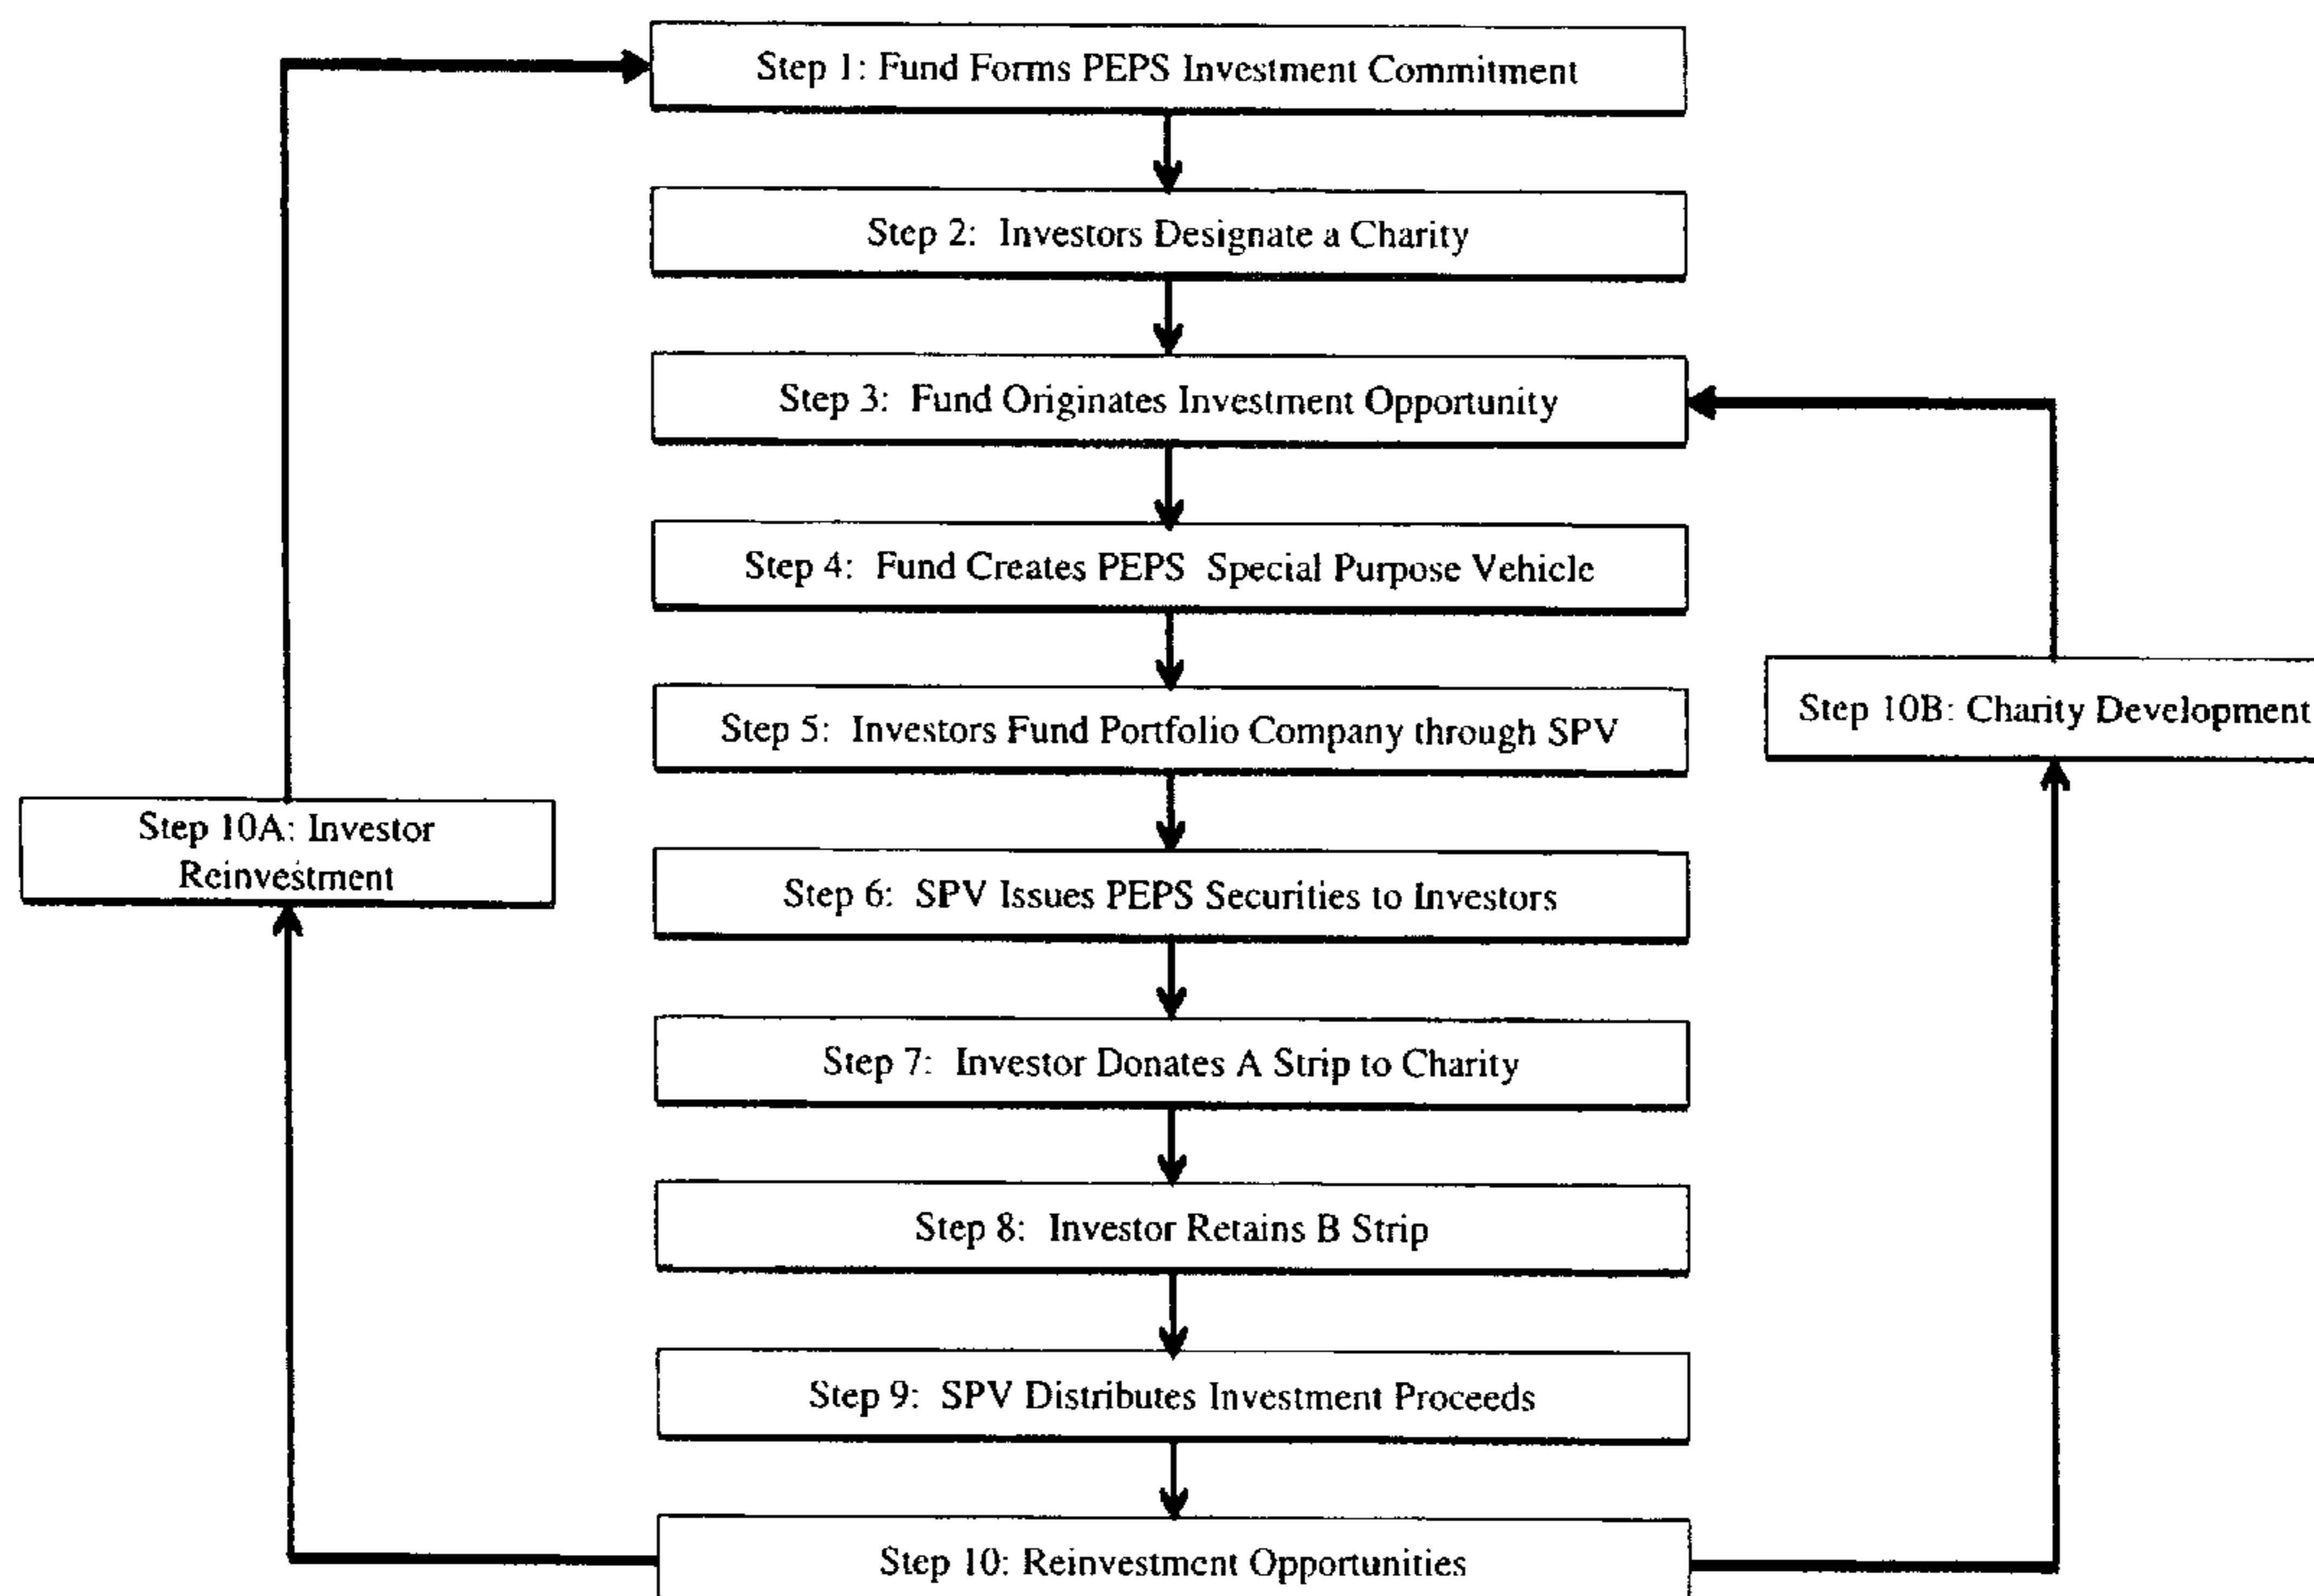 Step 1: Fund Forms PEPS Investment Commitment
Step 2: Investors Designate a Charity
Step 3: Fund Originates Investment Opportunity
Step 4: Fund Creates PEPS Special Purpose Vehicle
Step 5: Investors Fund Portfolio Company through SPV
Step 10B: Charity Development
Step 10A: Investor
Reinvestment
Step 6: SPV Issues PEPS Securities to Investors
Step 7: Investor Donates A Strip to Charity
Step 8: Investor Retains B Strip
Step 9: SPV Distributes Investment Proceeds
Step 10: Reinvestment Opportunities